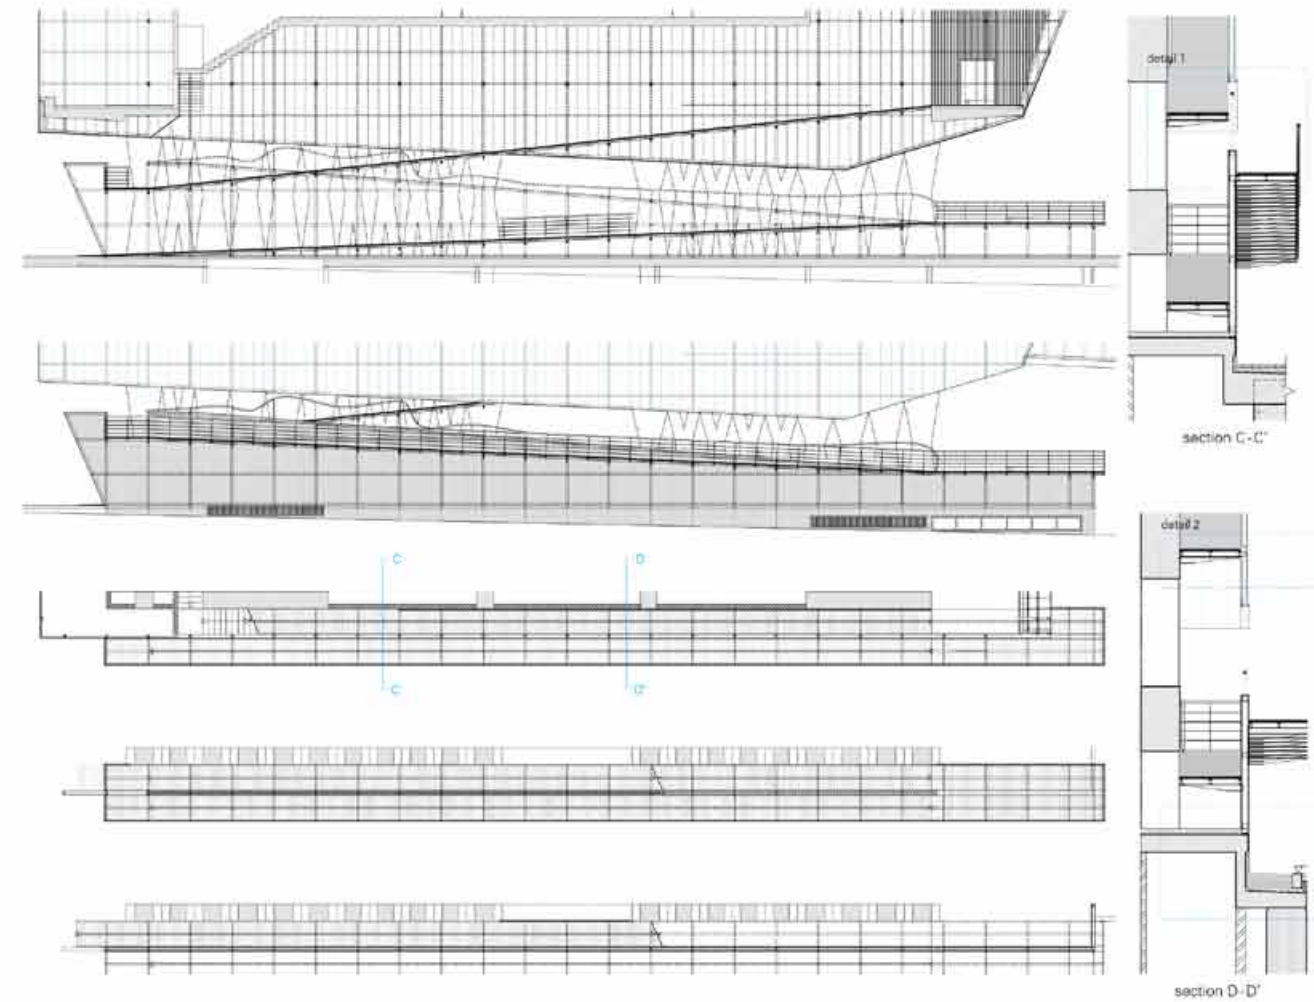 detail 1
section C-C'
detail 2
C
D
C
D'
section D-D'